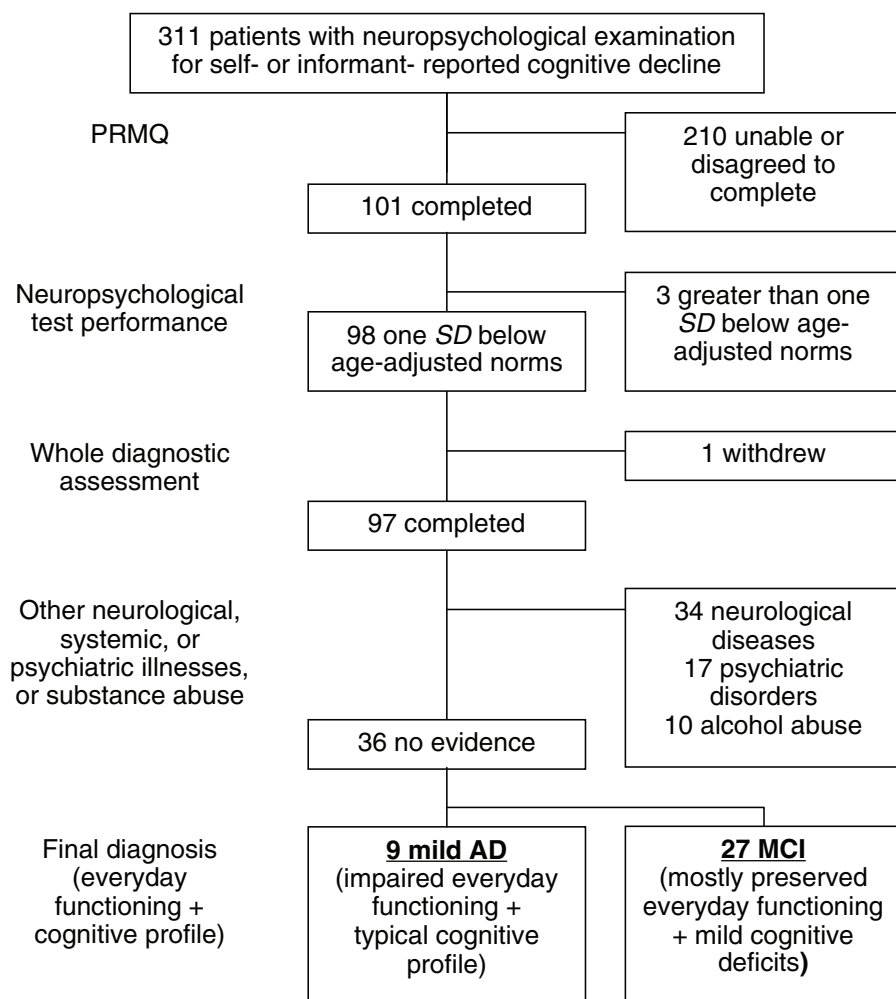 311 patients with neuropsychological examination
for self- or informant- reported cognitive decline
PRMQ
210 unable or
disagreed to
complete
101 completed
Neuropsychological
test performance
3 greater than one
SD below age-
adjusted norms
98 one SD below
age-adjusted norms
Whole diagnostic
assessment
1 withdrew
97 completed
Other neurological,
systemic, or
psychiatric illnesses,
or substance abuse
34 neurological
diseases
17 psychiatric
disorders
10 alcohol abuse
36 no evidence
Final diagnosis
(everyday
functioning +
cognitive profile)
9 mild AD
(impaired everyday
functioning +
typical cognitive
profile)
27 MCI
(mostly preserved
everyday functioning
+ mild cognitive
deficits)